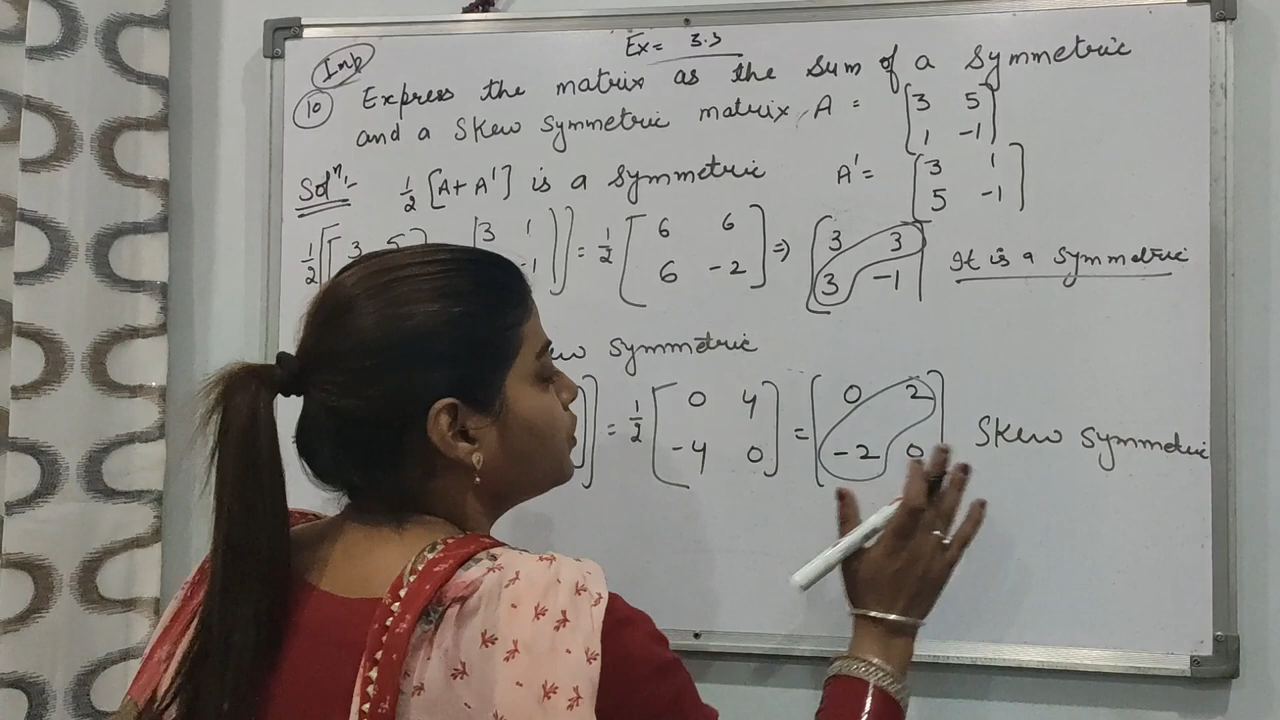 Ex= 3.3
Imp
10 Express the matrix as the sum of a symmetric
and a skew symmetric matrix, A = [3 5
1 -1]
Solⁿ:- ½ [A+A'] is a symmetric A' = [3 1
5 -1]
½ [[3 5] [3 1
-1]] = ½ [6 6
6 -2] ⇒ [3 3
3 -1] It is a symmetric
symmetric
]] = ½ [0 4
-4 0] = [0 2
-2 0] Skew symmetric